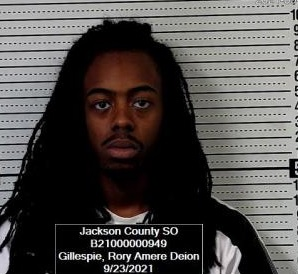 Jackson County SO
B21000000949
Gillespie, Rory Amere Deion
9/23/2021